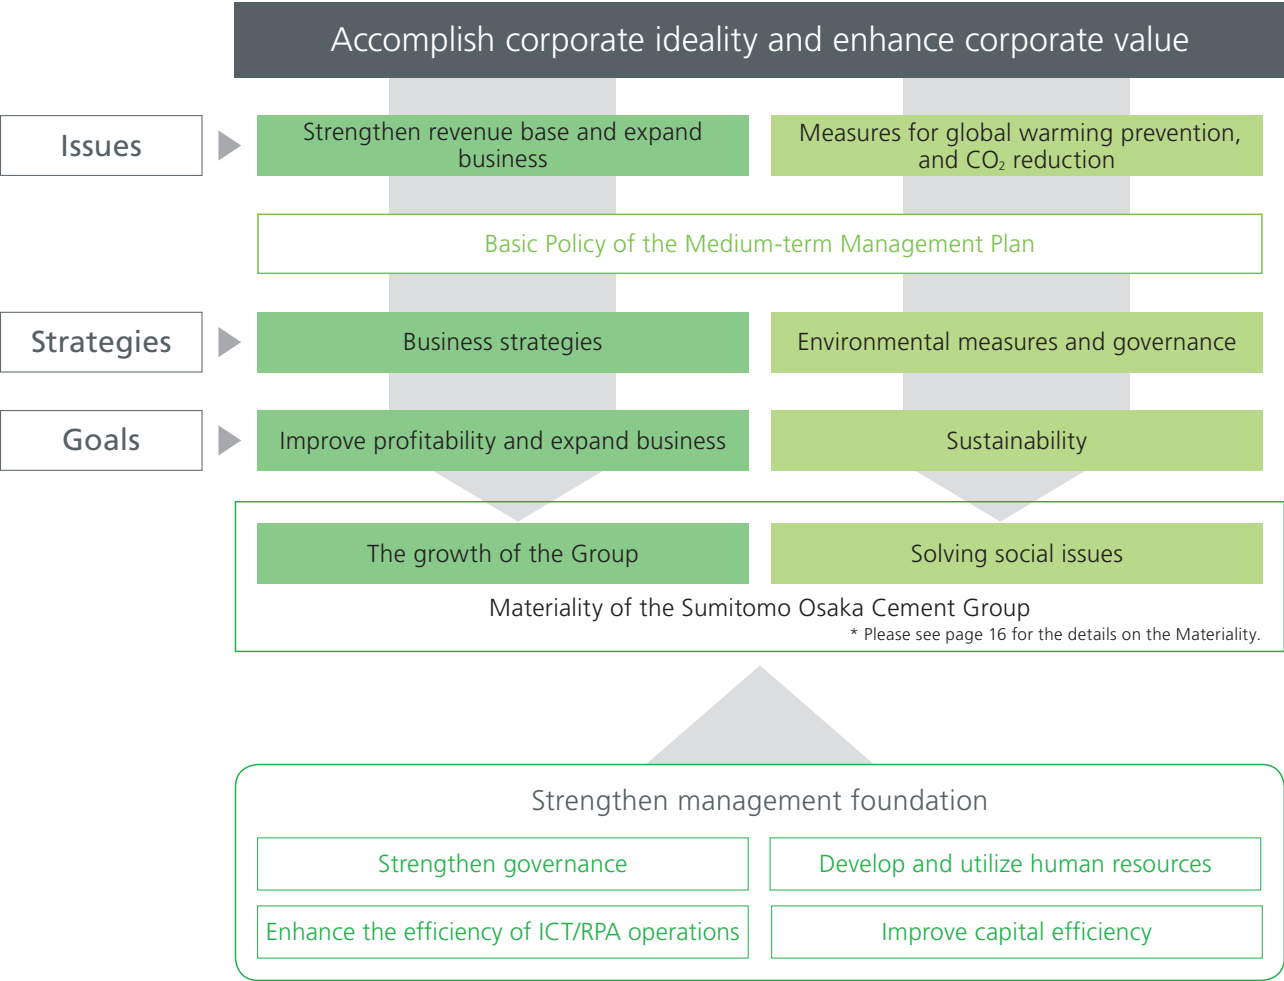 Accomplish corporate ideality and enhance corporate value
Issues
Strengthen revenue base and expand
business
Measures for global warming prevention,
and CO₂ reduction
Basic Policy of the Medium-term Management Plan
Strategies
Business strategies
Environmental measures and governance
Goals
Improve profitability and expand business
Sustainability
The growth of the Group
Solving social issues
Materiality of the Sumitomo Osaka Cement Group
* Please see page 16 for the details on the Materiality.
Strengthen management foundation
Strengthen governance
Develop and utilize human resources
Enhance the efficiency of ICT/RPA operations
Improve capital efficiency